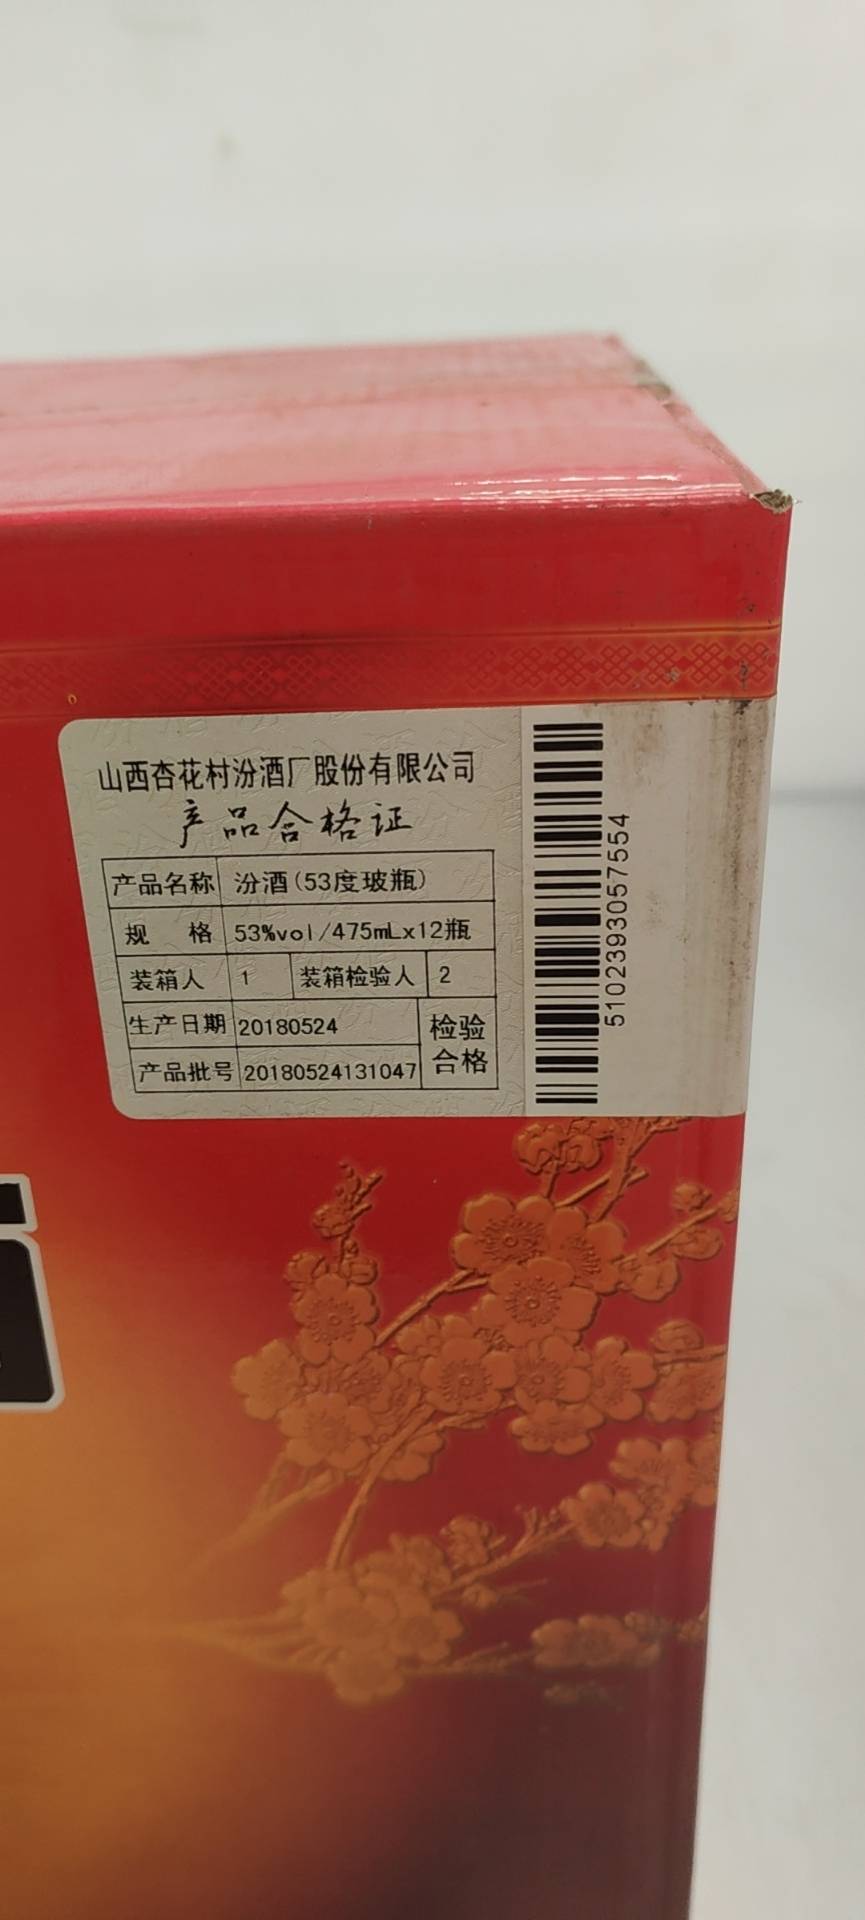 山西杏花村汾酒厂股份有限公司
产品合格证
产品名称 汾酒(53度玻瓶)
规 格 53%vol/475mLx12瓶
装箱人 1 装箱检验人 2
生产日期 20180524 检验
产品批号 20180524131047 合格
5102393057554